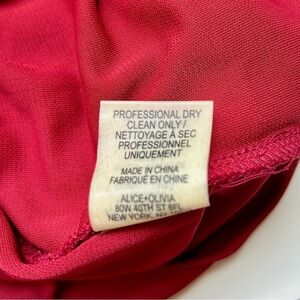 PROFESSIONAL DRY
CLEAN ONLY /
NETTOYAGE À SEC
PROFESSIONNEL
UNIQUEMENT
MADE IN CHINA
FABRIQUÉ EN CHINE
ALICE+OLIVIA
80W 40TH ST 6FL
NEW YORK, NY